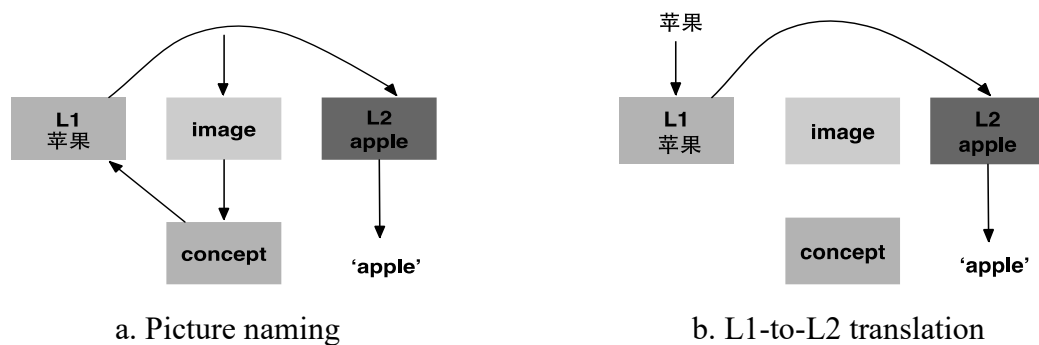 L1
苹果
image
L2
apple
concept
‘apple’
a. Picture naming
苹果
L1
苹果
image
L2
apple
concept
‘apple’
b. L1-to-L2 translation